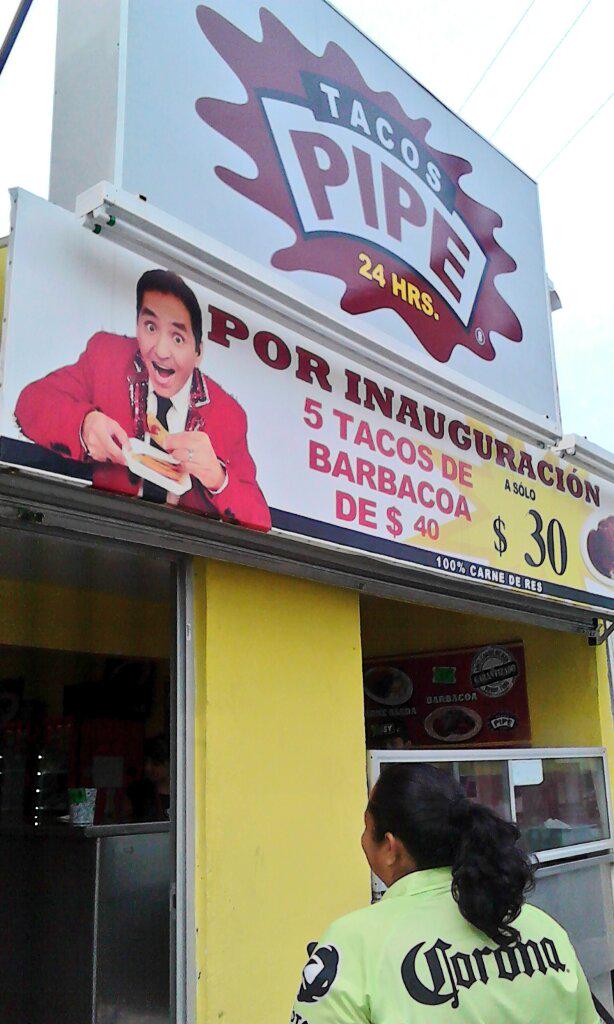 TACOS
PIPE
24 HRS.
®
POR INAUGURACIÓN
5 TACOS DE
BARBACOA
DE $ 40
A SÓLO
$ 30
100% CARNE DE RES
GARANTIZADO
BARBACOA
PIPE
Corona